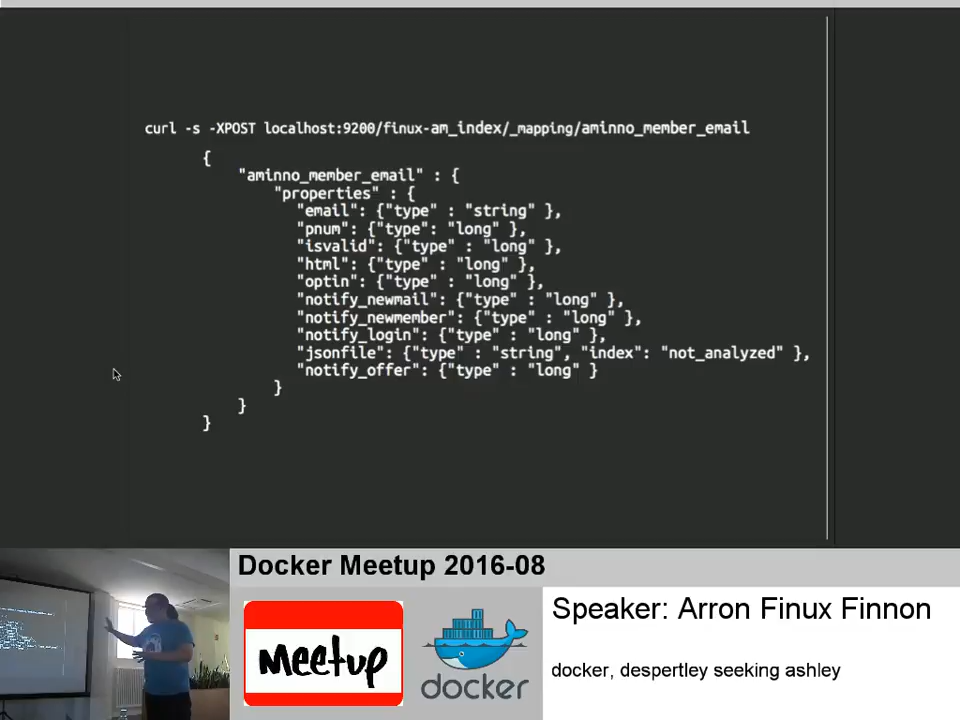 curl -s -XPOST localhost:9200/finux-am_index/_mapping/aminno_member_email
{
"aminno_member_email" : {
"properties" : {
"email": {"type" : "string" },
"pnum": {"type": "long" },
"isvalid": {"type" : "long" },
"html": {"type" : "long" },
"optin": {"type" : "long" },
"notify_newmail": {"type" : "long" },
"notify_newmember": {"type" : "long" },
"notify_login": {"type" : "long" },
"jsonfile": {"type" : "string", "index": "not_analyzed" },
"notify_offer": {"type" : "long" }
}
}
}
Docker Meetup 2016-08
Meetup
docker
Speaker: Arron Finux Finnon
docker, despertley seeking ashley